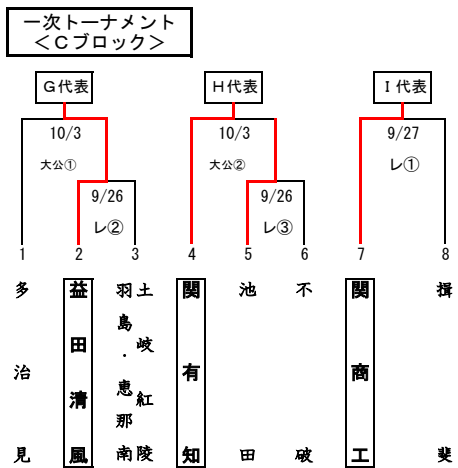 一次トーナメント
＜Cブロック＞
G代表
H代表
I代表
10/3
10/3
9/27
大公①
大公②
レ①
9/26
9/26
レ②
レ③
1
2
3
4
5
6
7
8
多治見
益田清風
羽島・恵那南
土岐紅陵
関有知
池田
不破
関商工
揖斐